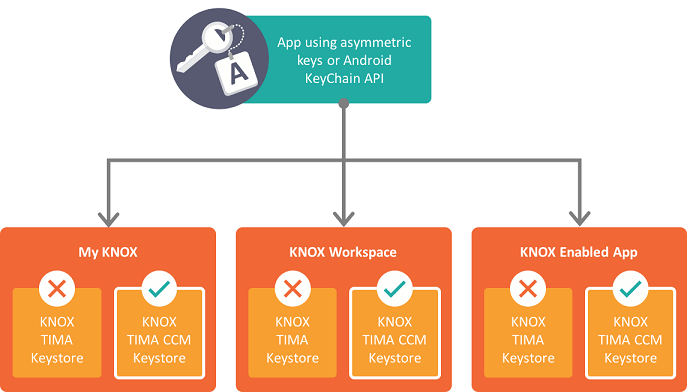 App using asymmetric
keys or Android
KeyChain API
A
My KNOX
KNOX
TIMA
Keystore
KNOX
TIMA CCM
Keystore
KNOX Workspace
KNOX
TIMA
Keystore
KNOX
TIMA CCM
Keystore
KNOX Enabled App
KNOX
TIMA
Keystore
KNOX
TIMA CCM
Keystore